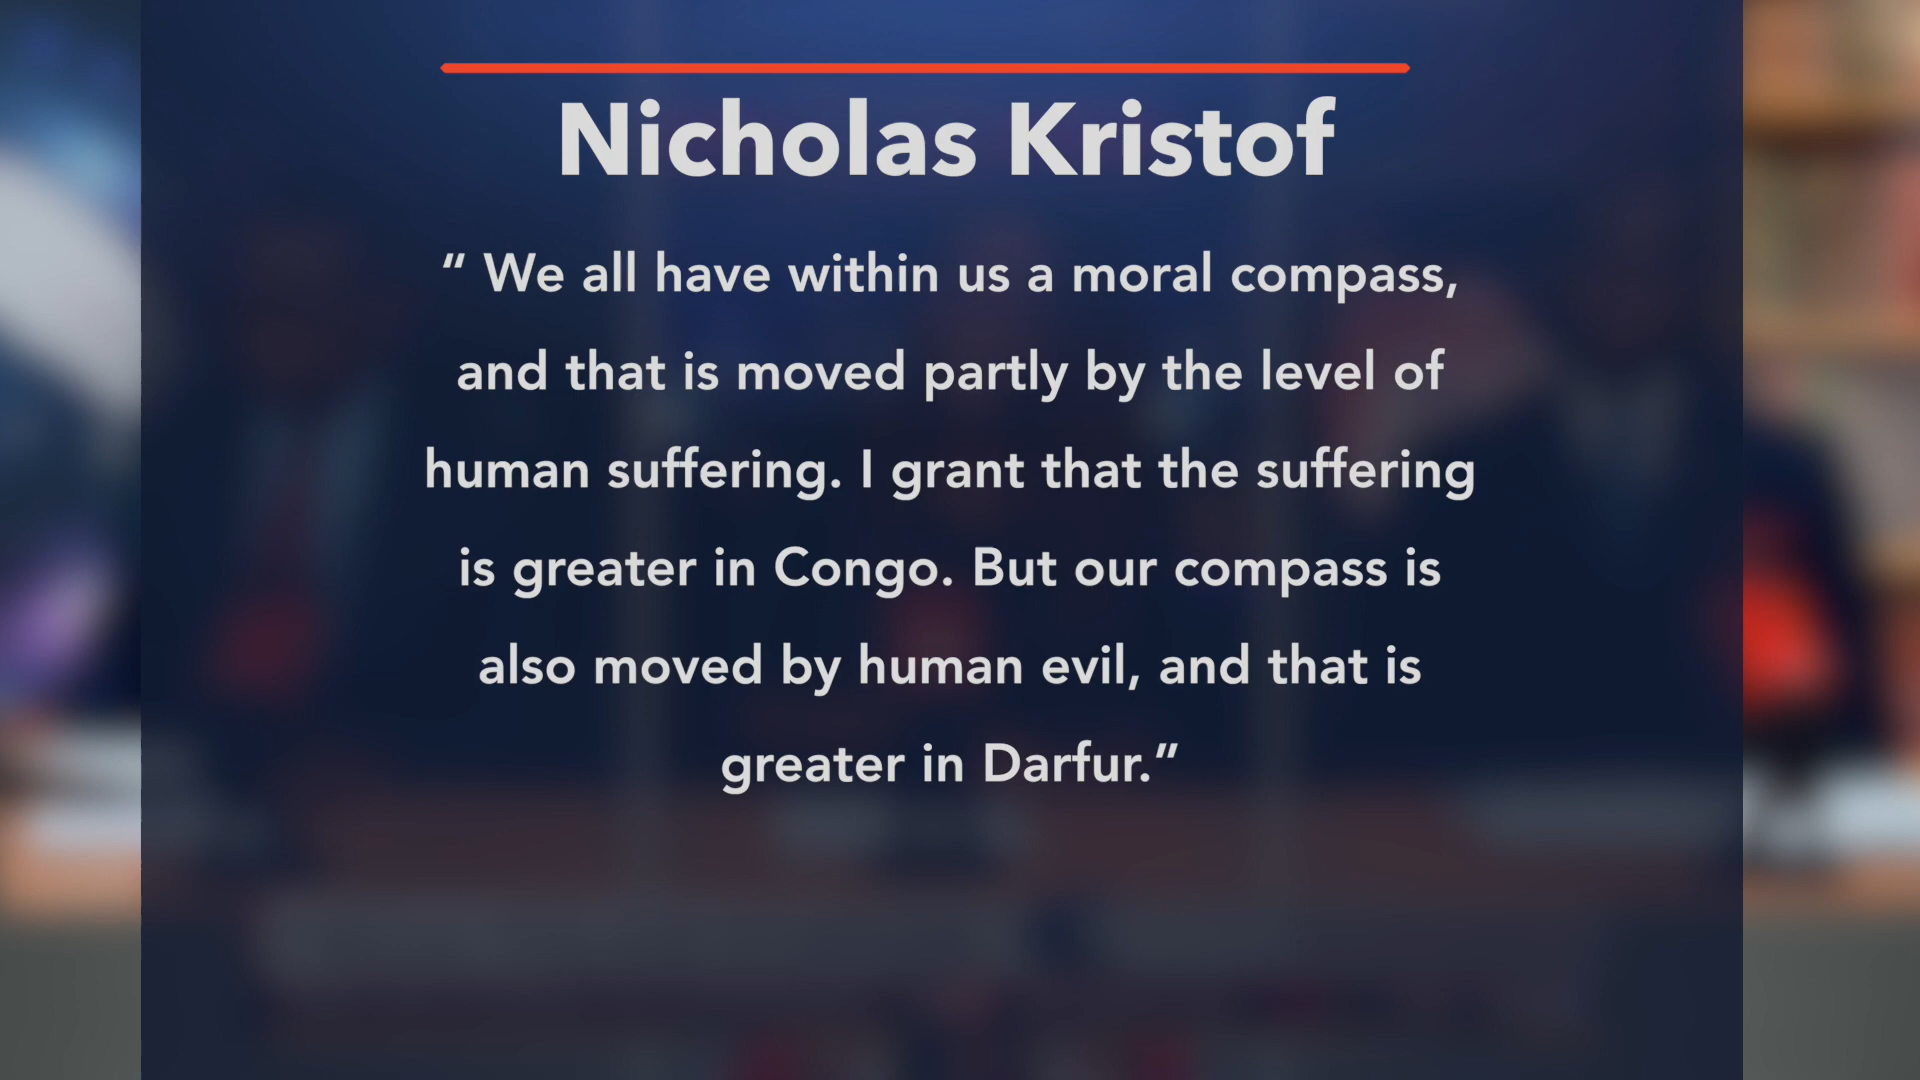 Nicholas Kristof
“ We all have within us a moral compass,
and that is moved partly by the level of
human suffering. I grant that the suffering
is greater in Congo. But our compass is
also moved by human evil, and that is
greater in Darfur.”